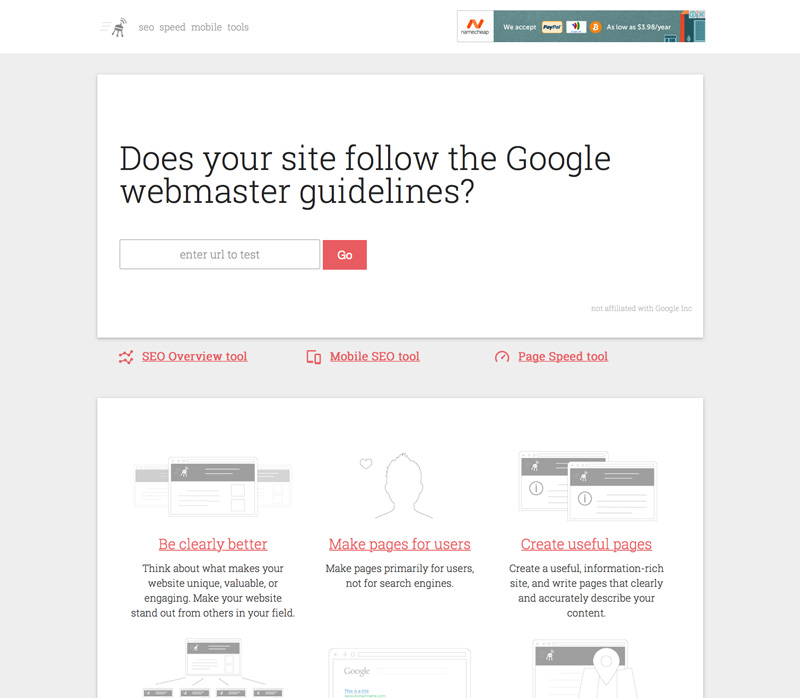 seo speed mobile tools
namecheap
We accept PayPal As low as $3.98/year
Does your site follow the Google
webmaster guidelines?
enter url to test
Go
not affiliated with Google Inc
SEO Overview tool
Mobile SEO tool
Page Speed tool
Be clearly better
Think about what makes your
website unique, valuable, or
engaging. Make your website
stand out from others in your field.
Make pages for users
Make pages primarily for users,
not for search engines.
Create useful pages
Create a useful, information-rich
site, and write pages that clearly
and accurately describe your
content.
Google
This is a title